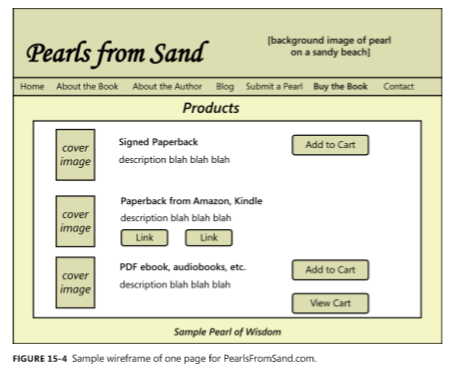 Pearls from Sand
[background image of pearl
on a sandy beach]
Home About the Book About the Author Blog Submit a Pearl Buy the Book Contact
Products
cover
image
Signed Paperback
description blah blah blah
Add to Cart
cover
image
Paperback from Amazon, Kindle
description blah blah blah
Link Link
cover
image
PDF ebook, audiobooks, etc.
description blah blah blah
Add to Cart
View Cart
Sample Pearl of Wisdom
FIGURE 15-4 Sample wireframe of one page for PearlsFromSand.com.